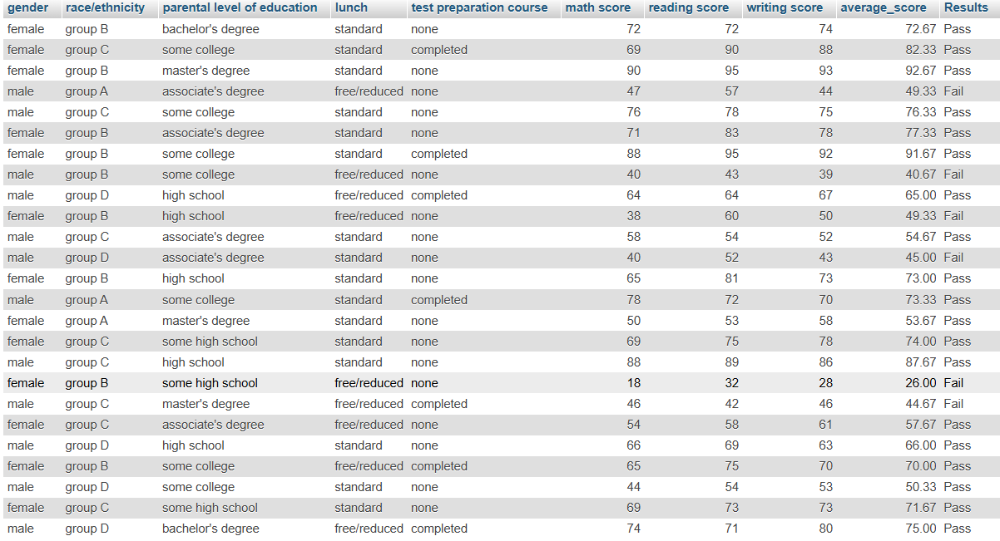 gender race/ethnicity parental level of education lunch test preparation course math score reading score writing score average_score Results
female group B bachelor's degree standard none 72 72 74 72.67 Pass
female group C some college standard completed 69 90 88 82.33 Pass
female group B master's degree standard none 90 95 93 92.67 Pass
male group A associate's degree free/reduced none 47 57 44 49.33 Fail
male group C some college standard none 76 78 75 76.33 Pass
female group B associate's degree standard none 71 83 78 77.33 Pass
female group B some college standard completed 88 95 92 91.67 Pass
male group B some college free/reduced none 40 43 39 40.67 Fail
male group D high school free/reduced completed 64 64 67 65.00 Pass
female group B high school free/reduced none 38 60 50 49.33 Fail
male group C associate's degree standard none 58 54 52 54.67 Pass
male group D associate's degree standard none 40 52 43 45.00 Fail
female group B high school standard none 65 81 73 73.00 Pass
male group A some college standard completed 78 72 70 73.33 Pass
female group A master's degree standard none 50 53 58 53.67 Pass
female group C some high school standard none 69 75 78 74.00 Pass
male group C high school standard none 88 89 86 87.67 Pass
female group B some high school free/reduced none 18 32 28 26.00 Fail
male group C master's degree free/reduced completed 46 42 46 44.67 Fail
female group C associate's degree free/reduced none 54 58 61 57.67 Pass
male group D high school standard none 66 69 63 66.00 Pass
female group B some college free/reduced completed 65 75 70 70.00 Pass
male group D some college standard none 44 54 53 50.33 Pass
female group C some high school standard none 69 73 73 71.67 Pass
male group D bachelor's degree free/reduced completed 74 71 80 75.00 Pass